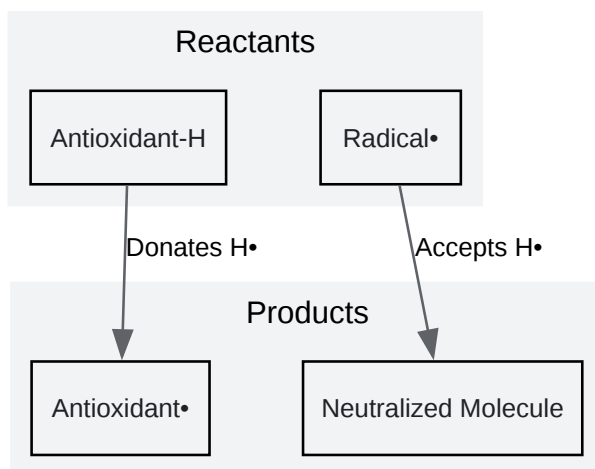 Reactants
Antioxidant-H
Radical•
Donates H•
Accepts H•
Products
Antioxidant•
Neutralized Molecule